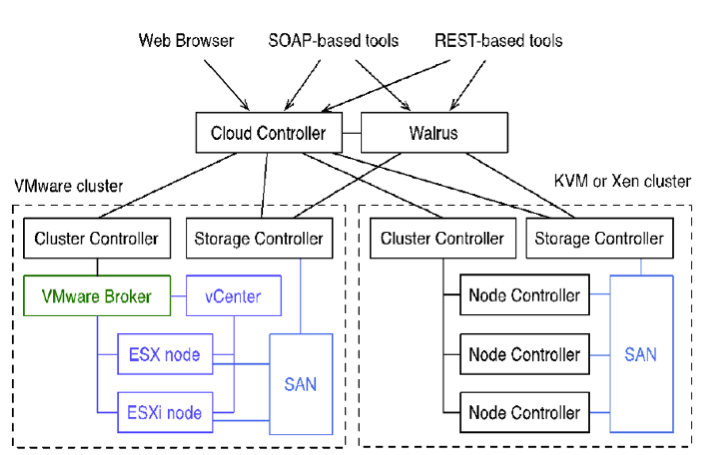 Web Browser
SOAP-based tools
REST-based tools
Cloud Controller
Walrus
VMware cluster
KVM or Xen cluster
Cluster Controller
Storage Controller
Cluster Controller
Storage Controller
VMware Broker
vCenter
Node Controller
ESX node
Node Controller
SAN
SAN
ESXi node
Node Controller